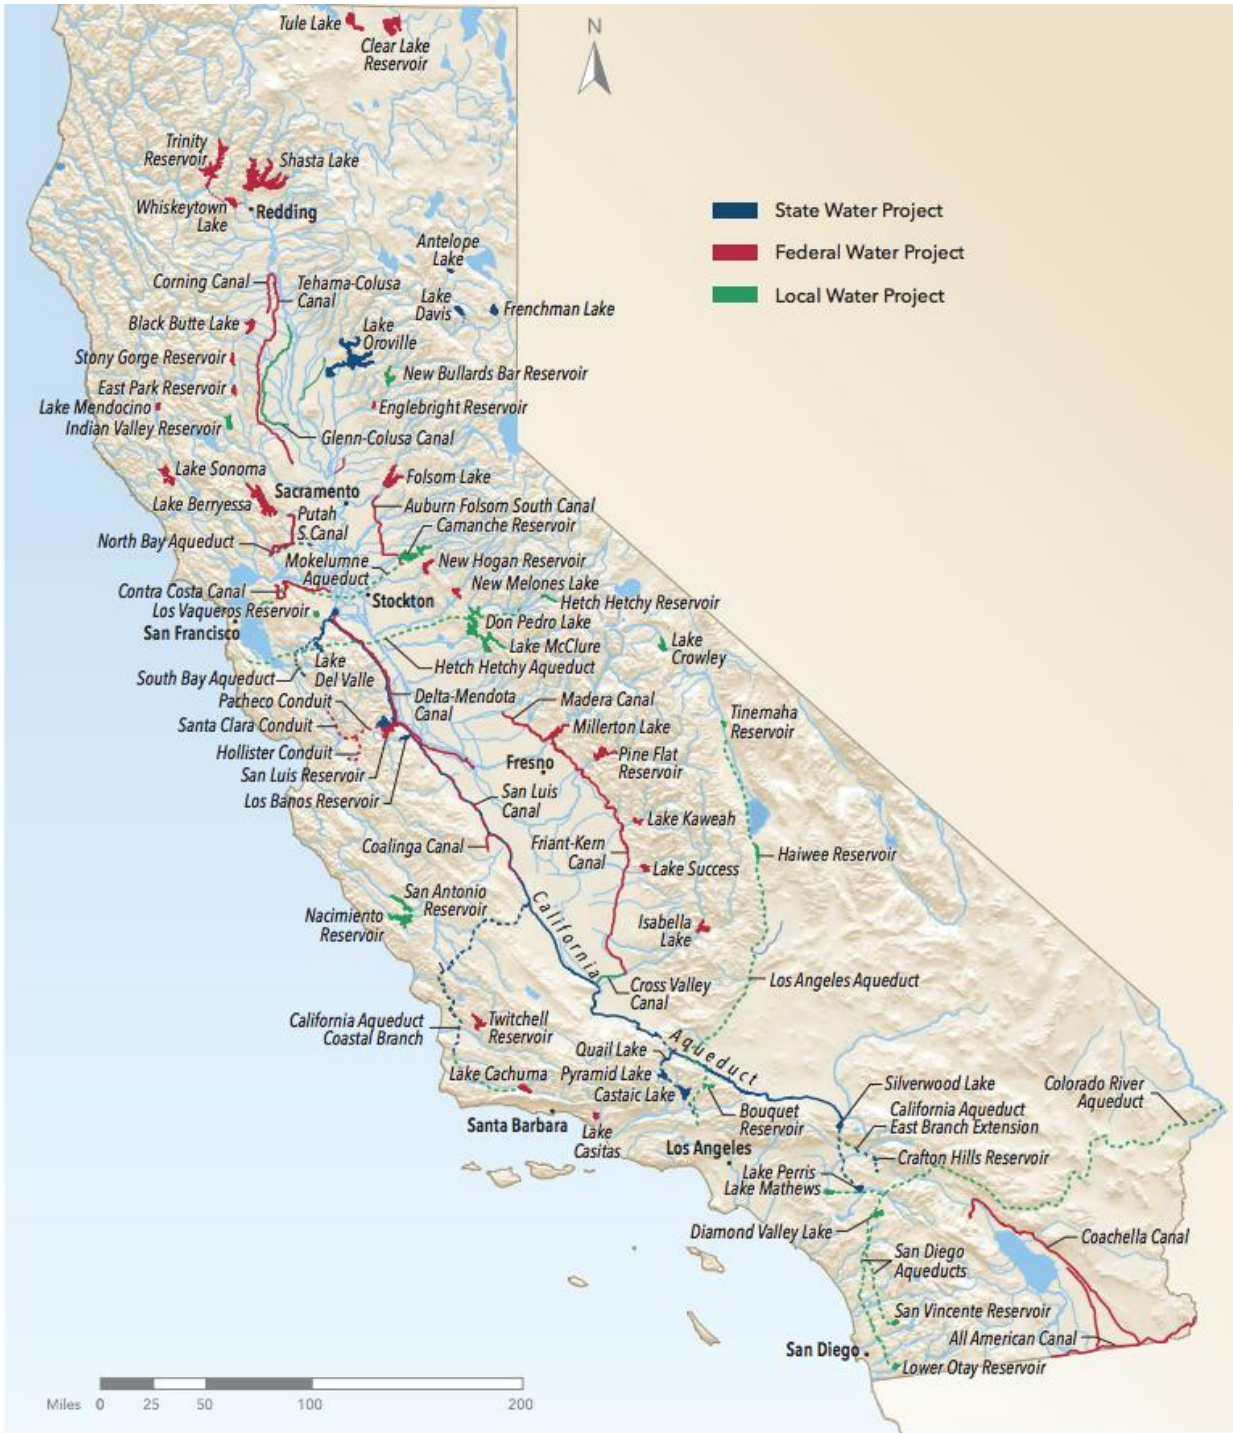 Tule Lake
Clear Lake
Reservoir
N
Trinity
Reservoir
Shasta Lake
Whiskeytown
Lake
Redding
State Water Project
Federal Water Project
Local Water Project
Antelope
Lake
Corning Canal
Tehama-Colusa
Canal
Lake
Davis
Frenchman Lake
Black Butte Lake
Lake
Oroville
Stony Gorge Reservoir
New Bullards Bar Reservoir
East Park Reservoir
Lake Mendocino
Englebright Reservoir
Indian Valley Reservoir
Glenn-Colusa Canal
Lake Sonoma
Folsom Lake
Sacramento
Lake Berryessa
Auburn Folsom South Canal
Putah
S.Canal
Camanche Reservoir
North Bay Aqueduct
Mokelumne
Aqueduct
New Hogan Reservoir
Contra Costa Canal
New Melones Lake
Stockton
Hetch Hetchy Reservoir
Los Vaqueros Reservoir
San Francisco
Don Pedro Lake
Lake McClure
Lake
Crowley
South Bay Aqueduct
Lake
Del Valle
Hetch Hetchy Aqueduct
Pacheco Conduit
Delta-Mendota
Canal
Madera Canal
Santa Clara Conduit
Millerton Lake
Tinemaha
Reservoir
Hollister Conduit
Pine Flat
Reservoir
San Luis Reservoir
Fresno
Los Banos Reservoir
San Luis
Canal
Lake Kaweah
Coalinga Canal
Friant-Kern
Canal
Haiwee Reservoir
Lake Success
San Antonio
Reservoir
Nacimiento
Reservoir
California
Isabella
Lake
Cross Valley
Canal
Los Angeles Aqueduct
California Aqueduct
Coastal Branch
Twitchell
Reservoir
Aqueduct
Quail Lake
Lake Cachuma
Pyramid Lake
Castaic Lake
Silverwood Lake
Colorado River
Aqueduct
Santa Barbara
Lake
Casitas
Bouquet
Reservoir
California Aqueduct
East Branch Extension
Los Angeles
Crafton Hills Reservoir
Lake Perris
Lake Mathews
Diamond Valley Lake
Coachella Canal
San Diego
Aqueducts
San Vincente Reservoir
All American Canal
San Diego
Lower Otay Reservoir
Miles 0 25 50 100 200